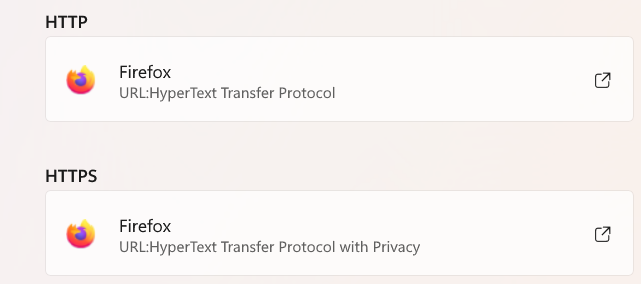 HTTP
Firefox
URL:HyperText Transfer Protocol
HTTPS
Firefox
URL:HyperText Transfer Protocol with Privacy